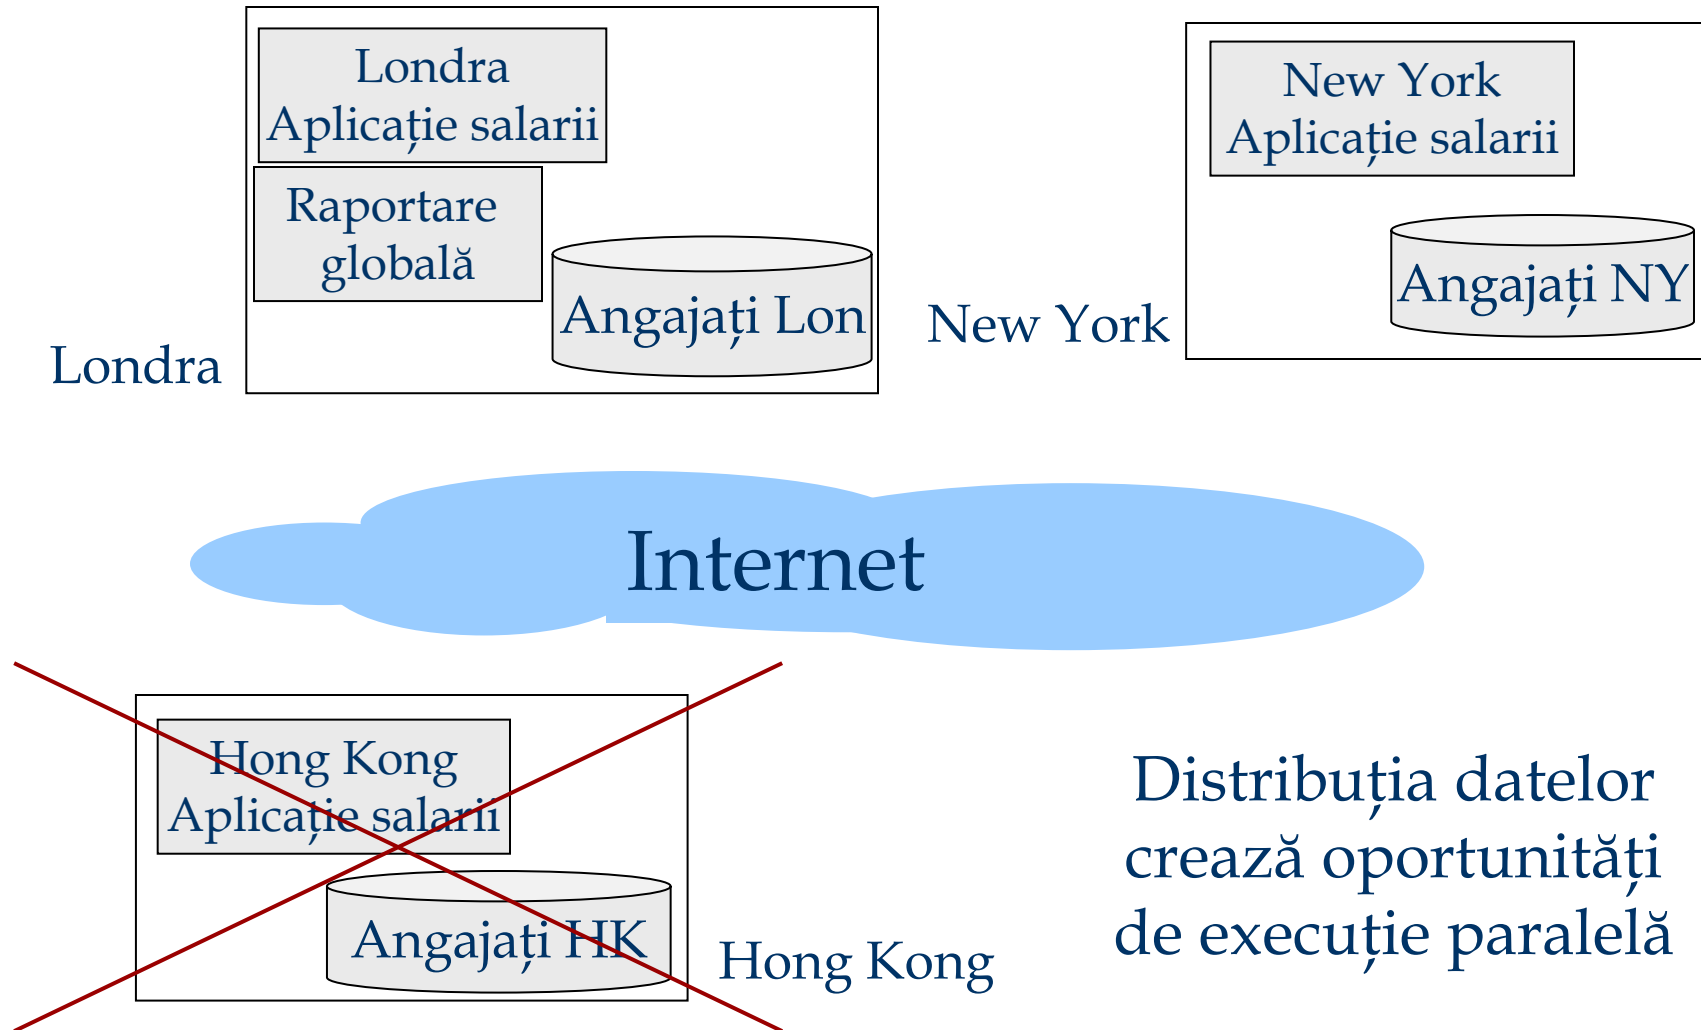 Londra
Aplicație salarii
Raportare
globală
Angajați Lon
Londra
New York
Aplicație salarii
Angajați NY
New York
Internet
Hong Kong
Aplicație salarii
Angajați HK
Hong Kong
Distribuția datelor
crează oportunități
de execuție paralelă